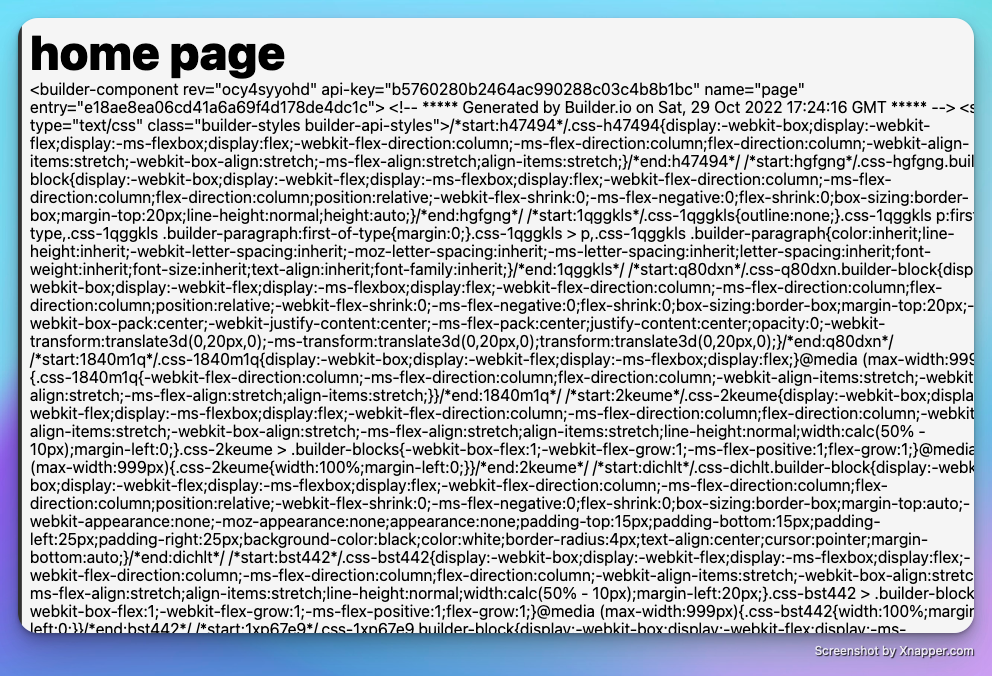 home page
<builder-component rev="ocy4syyohd" api-key="b5760280b2464ac990288c03c4b8b1bc" name="page"
entry="e18ae8ea06cd41a6a69f4d178de4dc1c"> <!-- ***** Generated by Builder.io on Sat, 29 Oct 2022 17:24:16 GMT ***** --> <s
type="text/css" class="builder-styles builder-api-styles">/*start:h47494*/.css-h47494{display:-webkit-box;display:-webkit-
flex;display:-ms-flexbox;display:flex;-webkit-flex-direction:column;-ms-flex-direction:column;flex-direction:column;-webkit-align-
items:stretch;-webkit-box-align:stretch;-ms-flex-align:stretch;align-items:stretch;}/*end:h47494*/ /*start:hgfgng*/.css-hgfgng.buil
block{display:-webkit-box;display:-webkit-flex;display:-ms-flexbox;display:flex;-webkit-flex-direction:column;-ms-flex-
direction:column;flex-direction:column;position:relative;-webkit-flex-shrink:0;-ms-flex-negative:0;flex-shrink:0;box-sizing:border-
box;margin-top:20px;line-height:normal;height:auto;}/*end:hgfgng*/ /*start:1qggkls*/.css-1qggkls{outline:none;}.css-1qggkls p:firs
type,.css-1qggkls .builder-paragraph:first-of-type{margin:0;}.css-1qggkls > p,.css-1qggkls .builder-paragraph{color:inherit;line-
height:inherit;-webkit-letter-spacing:inherit;-moz-letter-spacing:inherit;-ms-letter-spacing:inherit;letter-spacing:inherit;font-
weight:inherit;font-size:inherit;text-align:inherit;font-family:inherit;}/*end:1qggkls*/ /*start:q80dxn*/.css-q80dxn.builder-block{disp
webkit-box;display:-webkit-flex;display:-ms-flexbox;display:flex;-webkit-flex-direction:column;-ms-flex-direction:column;flex-
direction:column;position:relative;-webkit-flex-shrink:0;-ms-flex-negative:0;flex-shrink:0;box-sizing:border-box;margin-top:20px;-
webkit-box-pack:center;-webkit-justify-content:center;-ms-flex-pack:center;justify-content:center;opacity:0;-webkit-
transform:translate3d(0,20px,0);-ms-transform:translate3d(0,20px,0);transform:translate3d(0,20px,0);}/*end:q80dxn*/
/*start:1840m1q*/.css-1840m1q{display:-webkit-box;display:-webkit-flex;display:-ms-flexbox;display:flex;}@media (max-width:999
{.css-1840m1q{-webkit-flex-direction:column;-ms-flex-direction:column;flex-direction:column;-webkit-align-items:stretch;-webkit
align:stretch;-ms-flex-align:stretch;align-items:stretch;}}/*end:1840m1q*/ /*start:2keume*/.css-2keume{display:-webkit-box;displa
webkit-flex;display:-ms-flexbox;display:flex;-webkit-flex-direction:column;-ms-flex-direction:column;flex-direction:column;-webkit
align-items:stretch;-webkit-box-align:stretch;-ms-flex-align:stretch;align-items:stretch;line-height:normal;width:calc(50% -
10px);margin-left:0;}.css-2keume > .builder-blocks{-webkit-box-flex:1;-webkit-flex-grow:1;-ms-flex-positive:1;flex-grow:1;}@media
(max-width:999px){.css-2keume{width:100%;margin-left:0;}}/*end:2keume*/ /*start:dichlt*/.css-dichlt.builder-block{display:-webk
box;display:-webkit-flex;display:-ms-flexbox;display:flex;-webkit-flex-direction:column;-ms-flex-direction:column;flex-
direction:column;position:relative;-webkit-flex-shrink:0;-ms-flex-negative:0;flex-shrink:0;box-sizing:border-box;margin-top:auto;-
webkit-appearance:none;-moz-appearance:none;appearance:none;padding-top:15px;padding-bottom:15px;padding-
left:25px;padding-right:25px;background-color:black;color:white;border-radius:4px;text-align:center;cursor:pointer;margin-
bottom:auto;}/*end:dichlt*/ /*start:bst442*/.css-bst442{display:-webkit-box;display:-webkit-flex;display:-ms-flexbox;display:flex;-
webkit-flex-direction:column;-ms-flex-direction:column;flex-direction:column;-webkit-align-items:stretch;-webkit-box-align:stretc
ms-flex-align:stretch;align-items:stretch;line-height:normal;width:calc(50% - 10px);margin-left:20px;}.css-bst442 > .builder-block
webkit-box-flex:1;-webkit-flex-grow:1;-ms-flex-positive:1;flex-grow:1;}@media (max-width:999px){.css-bst442{width:100%;margin
left:0;}}/*end:bst442*/ /*start:1xp67e9*/.css-1xp67e9.builder-block{display:-webkit-box;display:-webkit-flex;display:-ms-
Screenshot by Xnapper.com